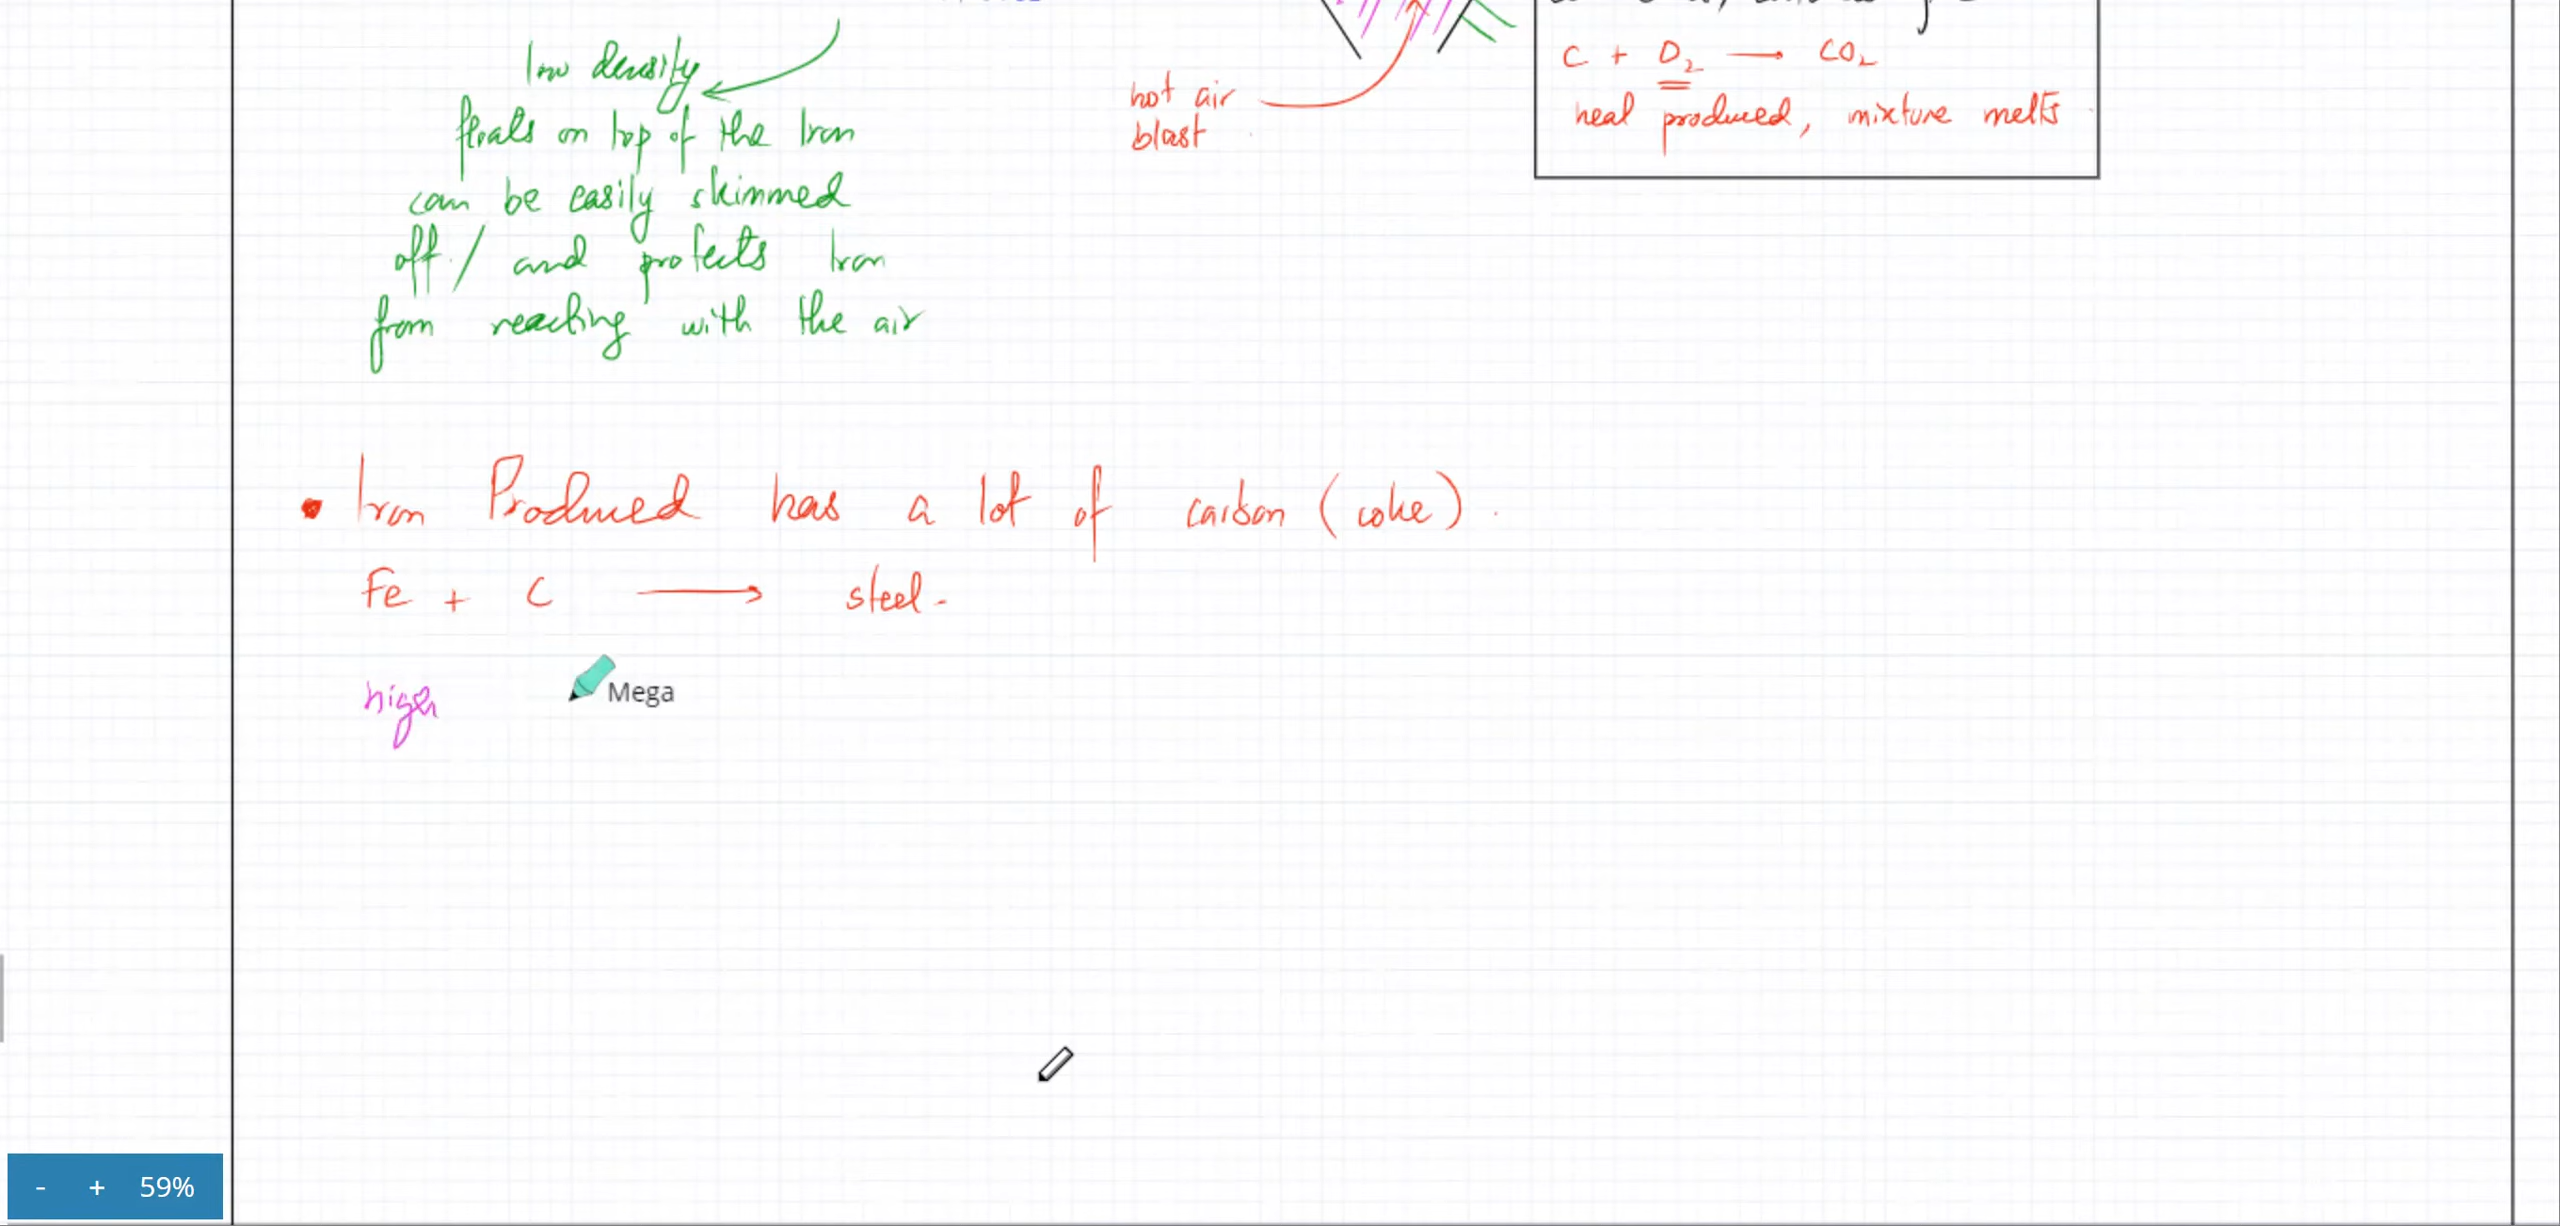 low density
floats on top of the Iron
can be easily skimmed
off / and protects Iron
from reacting with the air
hot air
blast
C + O2 → CO2
heat produced, mixture melts
• Iron Produced has a lot of carbon (coke).
Fe + C → steel.
Mega
- + 59%